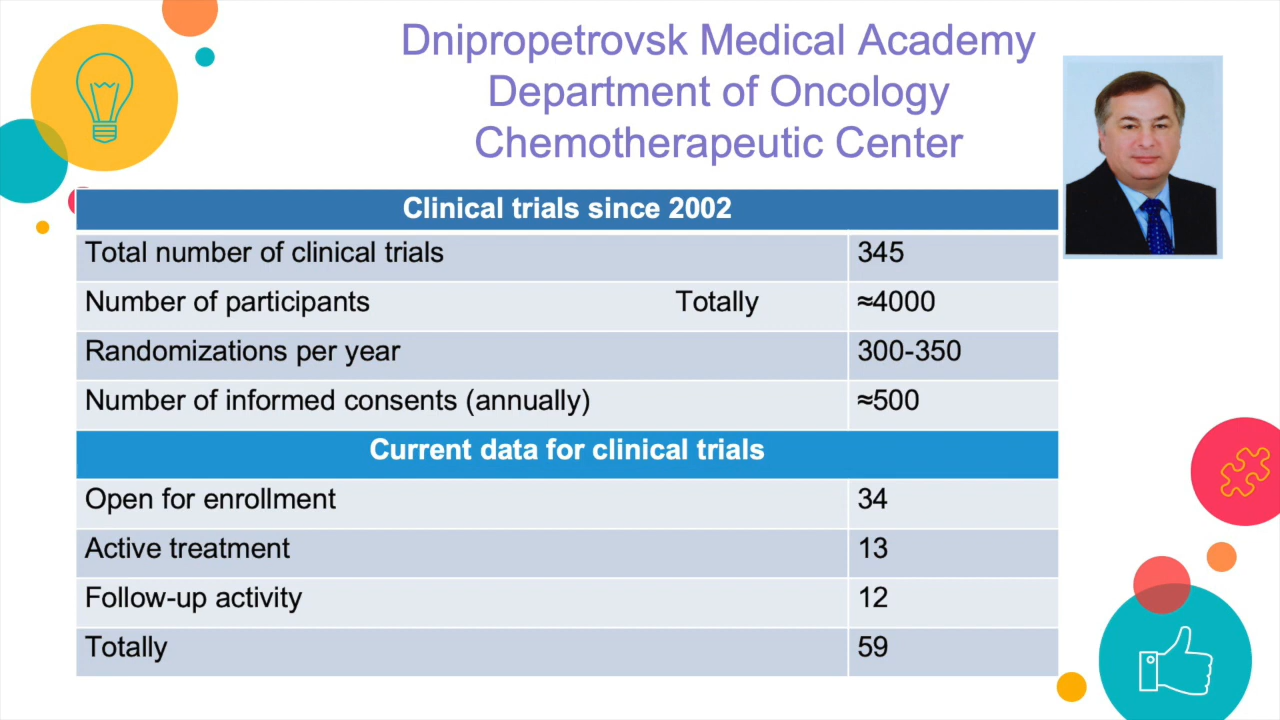 Dnipropetrovsk Medical Academy
Department of Oncology
Chemotherapeutic Center
Clinical trials since 2002
Total number of clinical trials 345
Number of participants Totally ≈4000
Randomizations per year 300-350
Number of informed consents (annually) ≈500
Current data for clinical trials
Open for enrollment 34
Active treatment 13
Follow-up activity 12
Totally 59